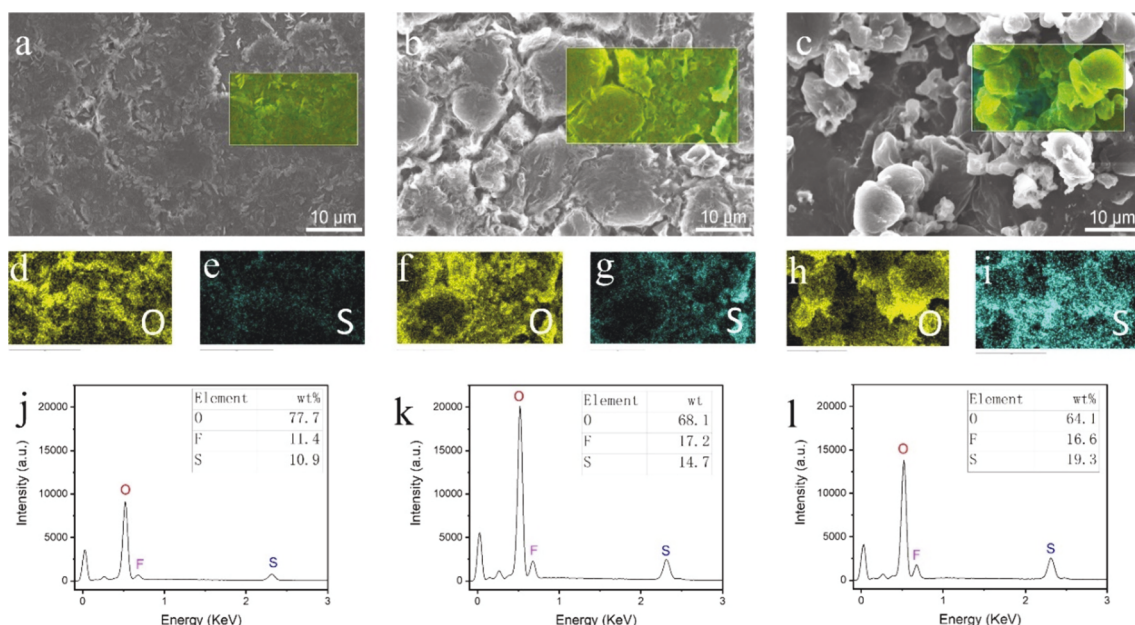 a
b
c
10 µm
10 µm
10 µm
d
O
e
S
f
O
g
S
h
O
i
S
j
Intensity (a.u.)
20000
15000
10000
5000
0
Element wt%
O 77.7
F 11.4
S 10.9
O
F
S
0 1 2 3
Energy (KeV)
k
Intensity (a.u.)
20000
15000
10000
5000
0
Element wt
O 68.1
F 17.2
S 14.7
O
F
S
0 1 2 3
Energy (KeV)
l
Intensity (a.u.)
20000
15000
10000
5000
0
Element wt%
O 64.1
F 16.6
S 19.3
O
F
S
0 1 2 3
Energy (KeV)